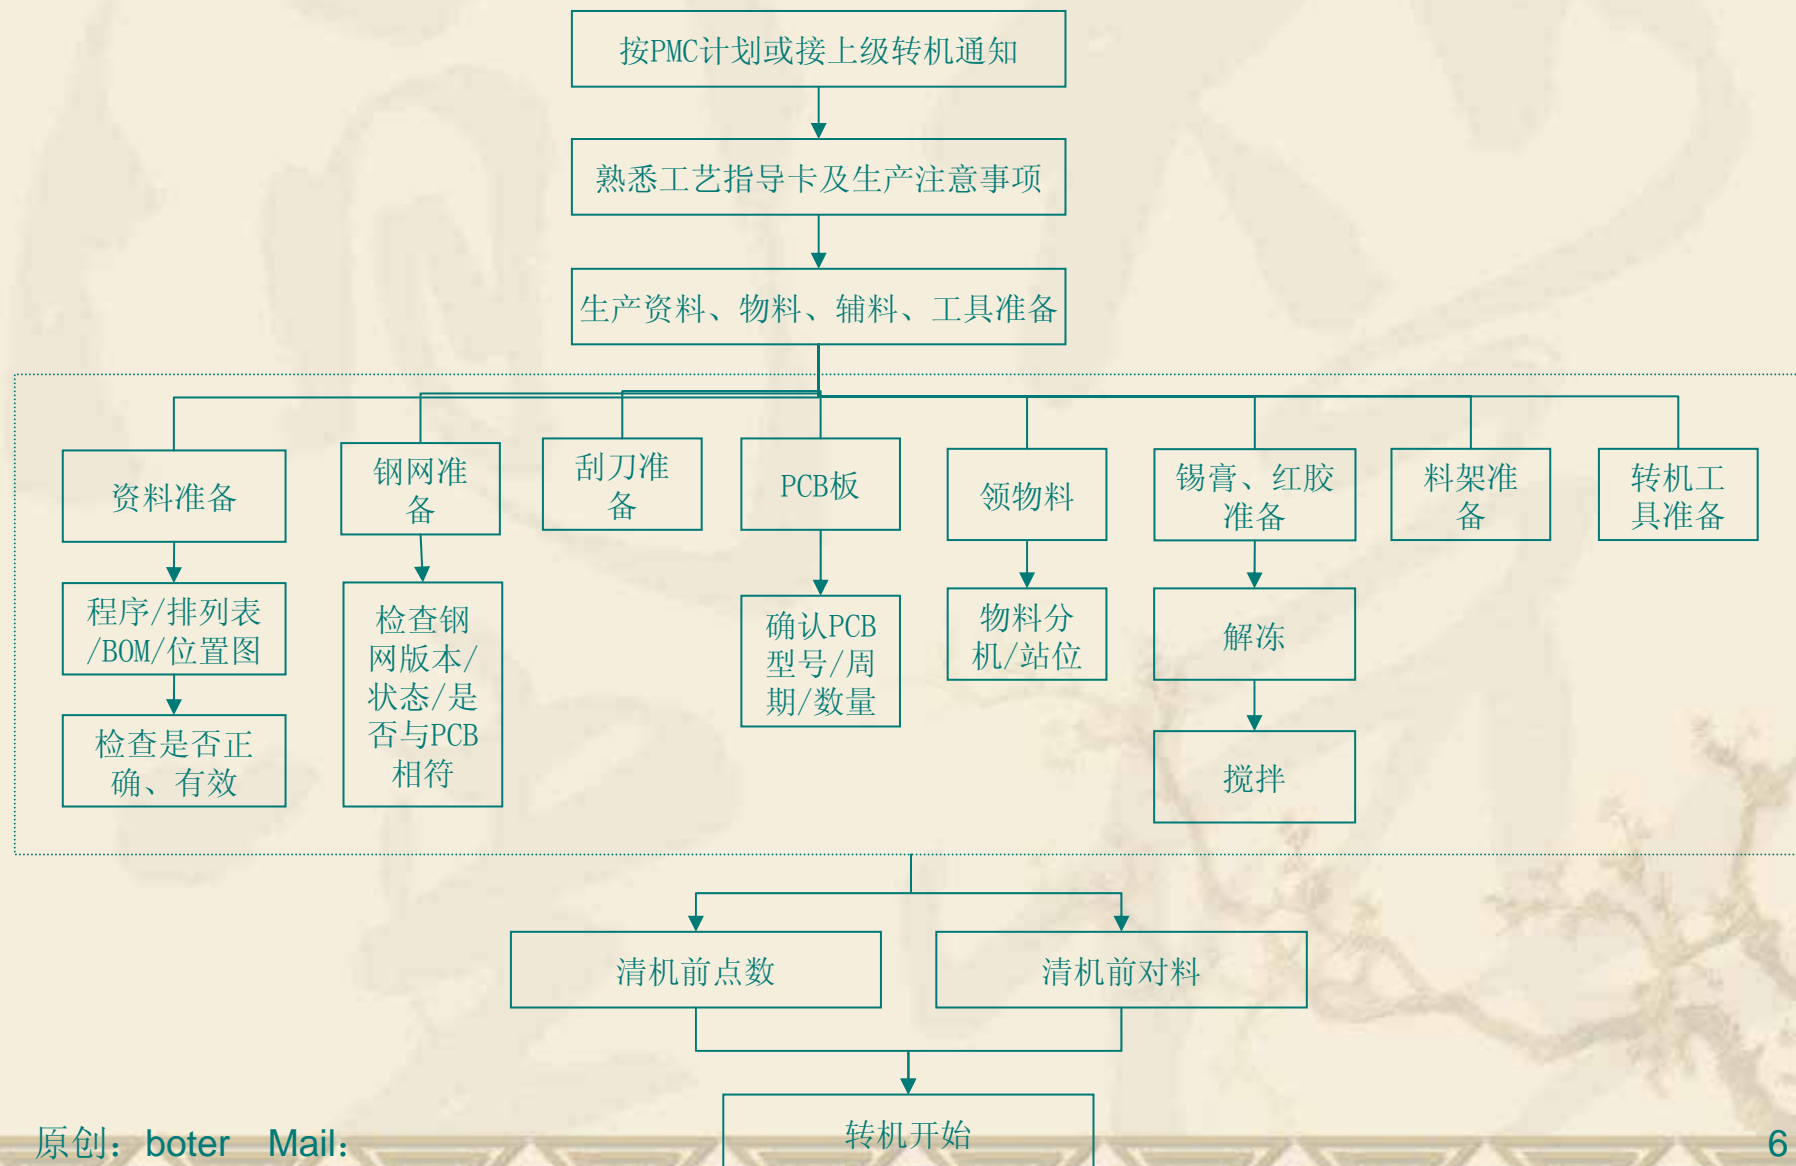 按PMC计划或接上级转机通知
熟悉工艺指导卡及生产注意事项
生产资料、物料、辅料、工具准备
资料准备
钢网准
备
刮刀准
备
PCB板
领物料
锡膏、红胶
准备
料架准
备
转机工
具准备
程序/排列表
/BOM/位置图
检查钢
网版本/
状态/是
否与PCB
相符
确认PCB
型号/周
期/数量
物料分
机/站位
解冻
检查是否正
确、有效
搅拌
清机前点数
清机前对料
转机开始
原创：boter Mail：
6